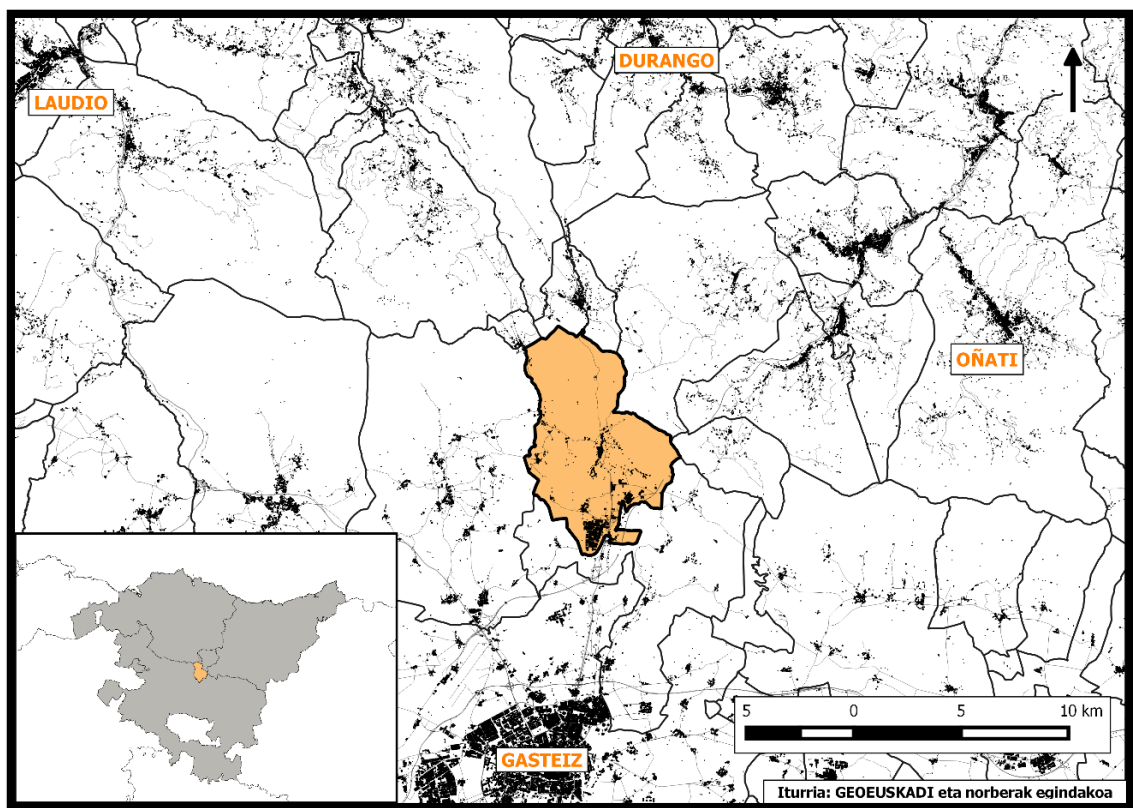 DURANGO
LAUDIO
OÑATI
5 0 5 10 km
GASTEIZ
Iturria: GEOEUSKADI eta norberak egindakoa